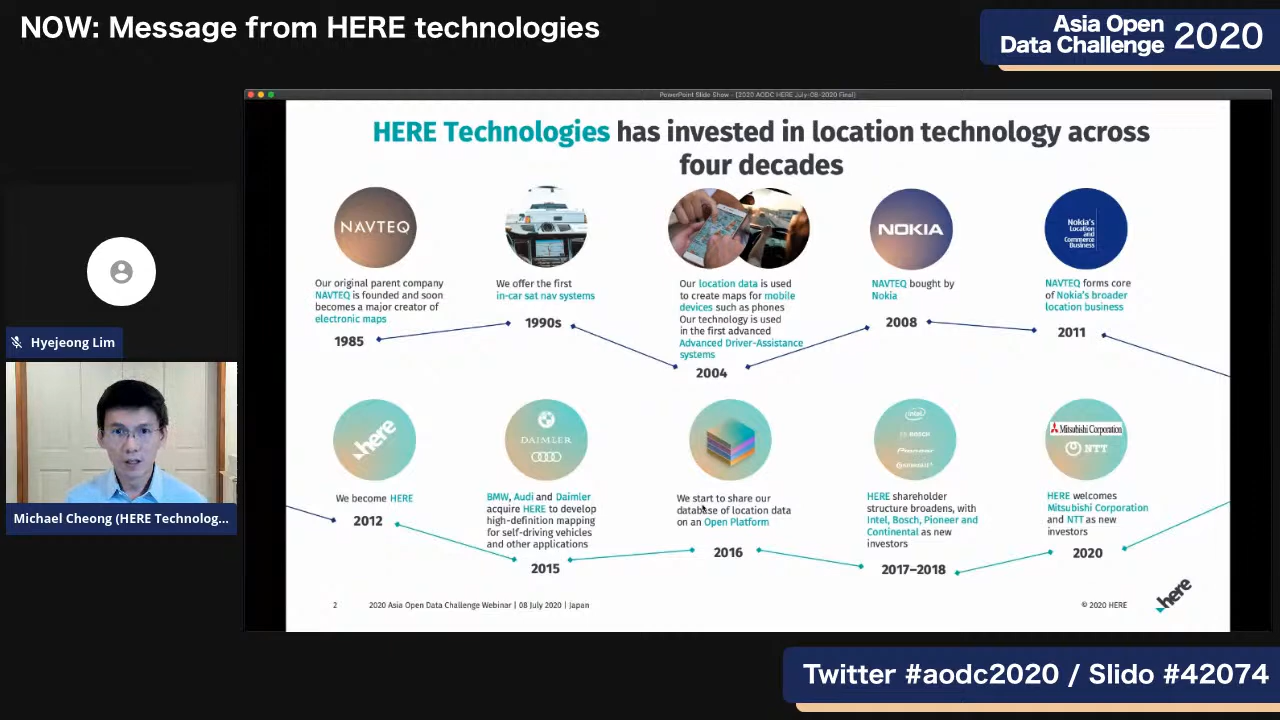 NOW: Message from HERE technologies
Asia Open
Data Challenge
2020
PowerPoint Slide Show - [2020 AODC HERE July-08-2020 Final]
HERE Technologies has invested in location technology across
four decades
NAVTEQ
Our original parent company
NAVTEQ is founded and soon
becomes a major creator of
electronic maps
1985
We offer the first
in-car sat nav systems
1990s
Our location data is used
to create maps for mobile
devices such as phones
Our technology is used
in the first advanced
Advanced Driver-Assistance
systems
2004
NOKIA
NAVTEQ bought by
Nokia
2008
Nokia's
Location
and
Commerce
Business
NAVTEQ forms core
of Nokia's broader
location business
2011
here
We become HERE
2012
DAIMLER
BMW, Audi and Daimler
acquire HERE to develop
high-definition mapping
for self-driving vehicles
and other applications
2015
We start to share our
database of location data
on an Open Platform
2016
intel
BOSCH
Pioneer
HERE shareholder
structure broadens, with
Intel, Bosch, Pioneer and
Continental as new
investors
2017–2018
Mitsubishi Corporation
NTT
HERE welcomes
Mitsubishi Corporation
and NTT as new
investors
2020
2
2020 Asia Open Data Challenge Webinar | 08 July 2020 | Japan
© 2020 HERE
here
Hyejeong Lim
Michael Cheong (HERE Technolog...
Twitter #aodc2020 / Slido #42074